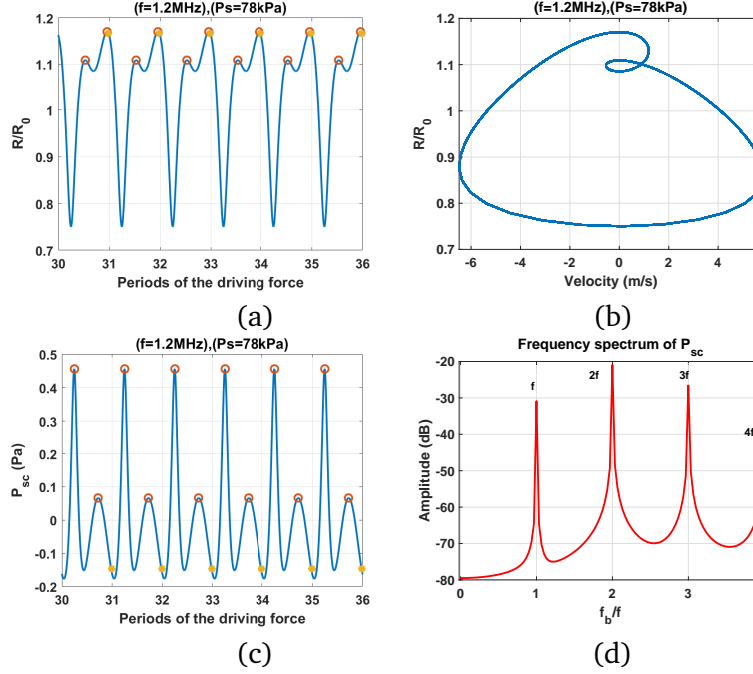 (f=1.2MHz),(Ps=78kPa)
1.2
1.1
1
0.9
0.8
0.7
R/R0
30 31 32 33 34 35 36
Periods of the driving force
(a)
(f=1.2MHz),(Ps=78kPa)
1.2
1.1
1
0.9
0.8
0.7
R/R0
-6 -4 -2 0 2 4
Velocity (m/s)
(b)
(f=1.2MHz),(Ps=78kPa)
0.5
0.4
0.3
0.2
0.1
0
-0.1
-0.2
Psc (Pa)
30 31 32 33 34 35 36
Periods of the driving force
(c)
Frequency spectrum of Psc
-20
-30
-40
-50
-60
-70
-80
Amplitude (dB)
f 2f 3f 4f
0 1 2 3
fb/f
(d)